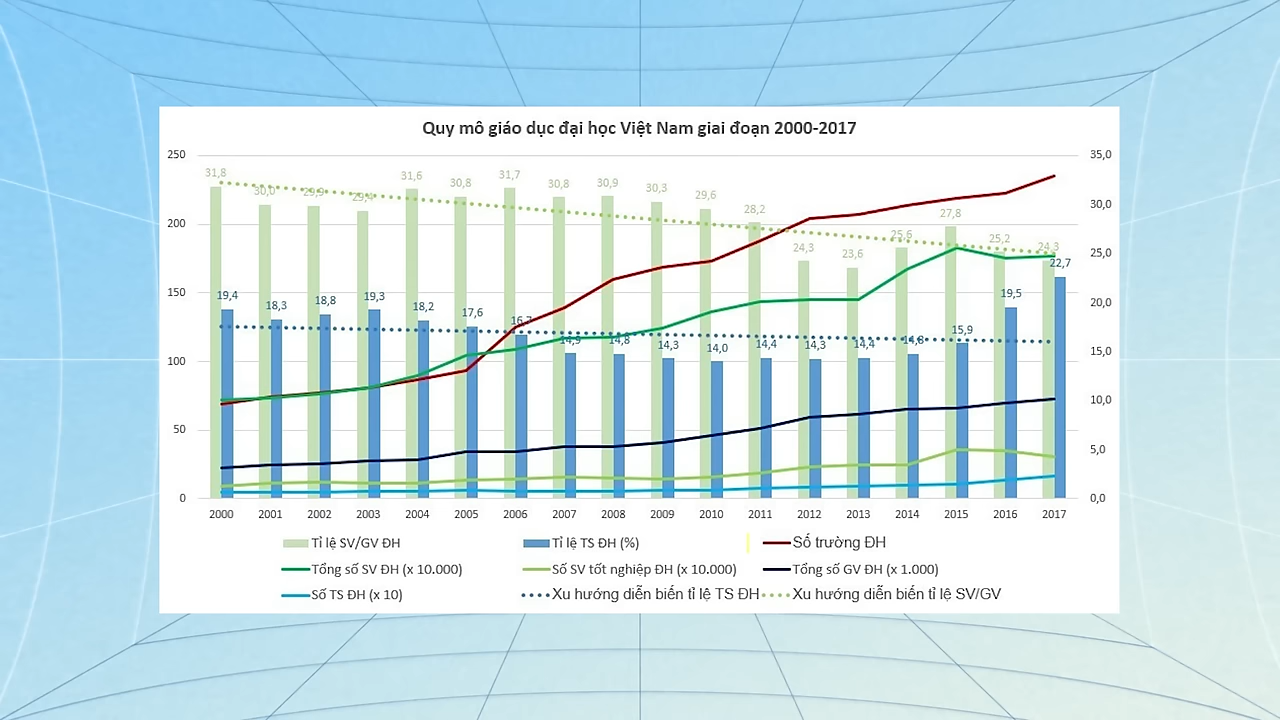 Quy mô giáo dục đại học Việt Nam giai đoạn 2000-2017
250 35,0
31,8 30,0 29,9 29,4 31,6 30,8 31,7 30,8 30,9 30,3 29,6 28,2 24,3 23,6 25,6 27,8 25,2 24,3
200 30,0
25,0
150 20,0
19,4 18,3 18,8 19,3 18,2 17,6 16,7 14,9 14,8 14,3 14,0 14,4 14,3 14,4 14,8 15,9 19,5 22,7
100 15,0
10,0
50 5,0
0 0,0
2000 2001 2002 2003 2004 2005 2006 2007 2008 2009 2010 2011 2012 2013 2014 2015 2016 2017
Tỉ lệ SV/GV ĐH Tỉ lệ TS ĐH (%) Số trường ĐH
Tổng số SV ĐH (x 10.000) Số SV tốt nghiệp ĐH (x 10.000) Tổng số GV ĐH (x 1.000)
Số TS ĐH (x 10) Xu hướng diễn biến tỉ lệ TS ĐH Xu hướng diễn biến tỉ lệ SV/GV